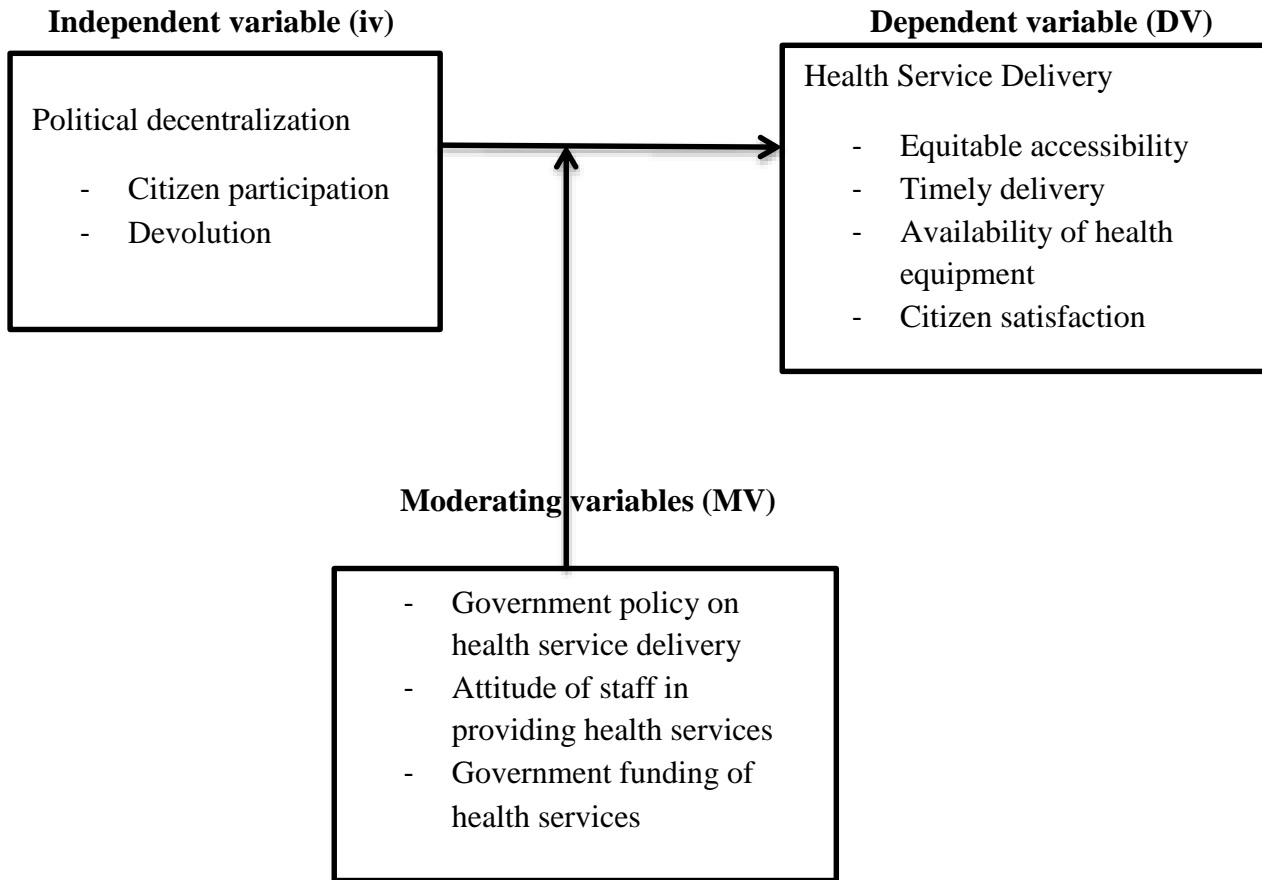 Independent variable (iv)
Political decentralization
- Citizen participation
- Devolution
Dependent variable (DV)
Health Service Delivery
- Equitable accessibility
- Timely delivery
- Availability of health
equipment
- Citizen satisfaction
Moderating variables (MV)
- Government policy on
health service delivery
- Attitude of staff in
providing health services
- Government funding of
health services